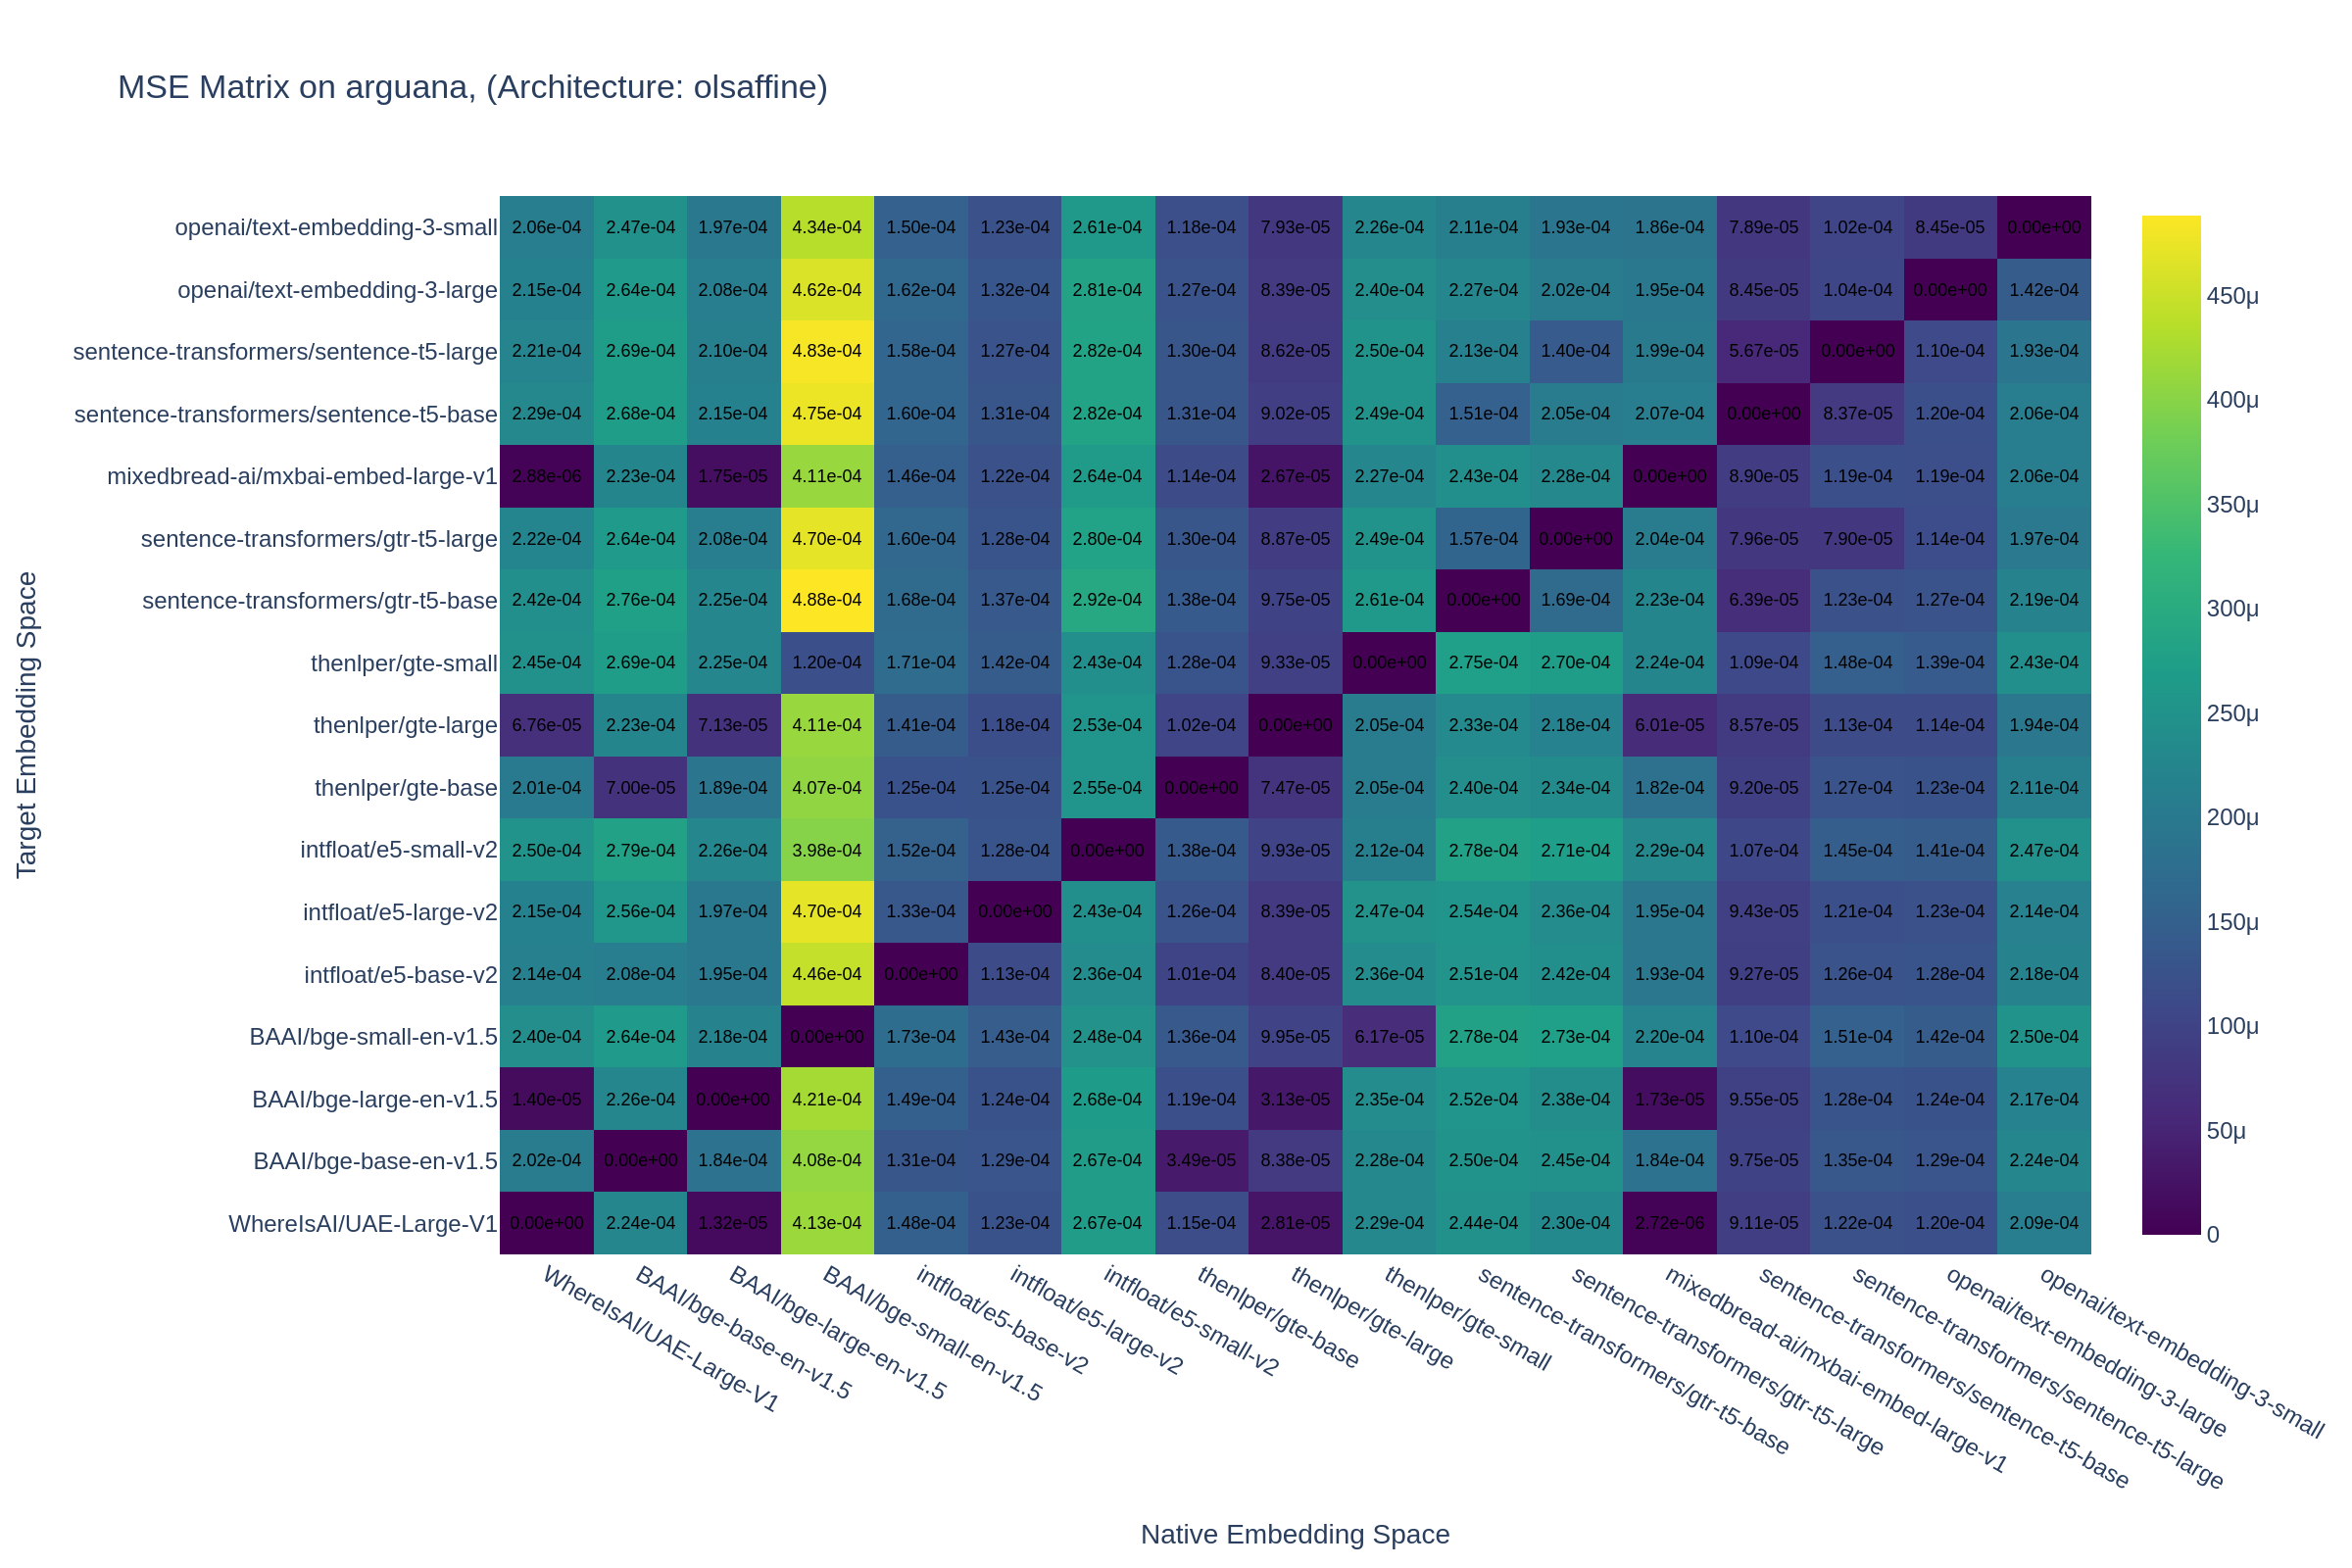 MSE Matrix on arguana, (Architecture: olsaffine)
openai/text-embedding-3-small 2.06e-04 2.47e-04 1.97e-04 4.34e-04 1.50e-04 1.23e-04 2.61e-04 1.18e-04 7.93e-05 2.26e-04 2.11e-04 1.93e-04 1.86e-04 7.89e-05 1.02e-04 8.45e-05 0.00e+00
openai/text-embedding-3-large 2.15e-04 2.64e-04 2.08e-04 4.62e-04 1.62e-04 1.32e-04 2.81e-04 1.27e-04 8.39e-05 2.40e-04 2.27e-04 2.02e-04 1.95e-04 8.45e-05 1.04e-04 0.00e+00 1.42e-04
sentence-transformers/sentence-t5-large 2.21e-04 2.69e-04 2.10e-04 4.83e-04 1.58e-04 1.27e-04 2.82e-04 1.30e-04 8.62e-05 2.50e-04 2.13e-04 1.40e-04 1.99e-04 5.67e-05 0.00e+00 1.10e-04 1.93e-04
sentence-transformers/sentence-t5-base 2.29e-04 2.68e-04 2.15e-04 4.75e-04 1.60e-04 1.31e-04 2.82e-04 1.31e-04 9.02e-05 2.49e-04 1.51e-04 2.05e-04 2.07e-04 0.00e+00 8.37e-05 1.20e-04 2.06e-04
mixedbread-ai/mxbai-embed-large-v1 2.88e-06 2.23e-04 1.75e-05 4.11e-04 1.46e-04 1.22e-04 2.64e-04 1.14e-04 2.67e-05 2.27e-04 2.43e-04 2.28e-04 0.00e+00 8.90e-05 1.19e-04 1.19e-04 2.06e-04
sentence-transformers/gtr-t5-large 2.22e-04 2.64e-04 2.08e-04 4.70e-04 1.60e-04 1.28e-04 2.80e-04 1.30e-04 8.87e-05 2.49e-04 1.57e-04 0.00e+00 2.04e-04 7.96e-05 7.90e-05 1.14e-04 1.97e-04
sentence-transformers/gtr-t5-base 2.42e-04 2.76e-04 2.25e-04 4.88e-04 1.68e-04 1.37e-04 2.92e-04 1.38e-04 9.75e-05 2.61e-04 0.00e+00 1.69e-04 2.23e-04 6.39e-05 1.23e-04 1.27e-04 2.19e-04
thenlper/gte-small 2.45e-04 2.69e-04 2.25e-04 1.20e-04 1.71e-04 1.42e-04 2.43e-04 1.28e-04 9.33e-05 0.00e+00 2.75e-04 2.70e-04 2.24e-04 1.09e-04 1.48e-04 1.39e-04 2.43e-04
thenlper/gte-large 6.76e-05 2.23e-04 7.13e-05 4.11e-04 1.41e-04 1.18e-04 2.53e-04 1.02e-04 0.00e+00 2.05e-04 2.33e-04 2.18e-04 6.01e-05 8.57e-05 1.13e-04 1.14e-04 1.94e-04
thenlper/gte-base 2.01e-04 7.00e-05 1.89e-04 4.07e-04 1.25e-04 1.25e-04 2.55e-04 0.00e+00 7.47e-05 2.05e-04 2.40e-04 2.34e-04 1.82e-04 9.20e-05 1.27e-04 1.23e-04 2.11e-04
intfloat/e5-small-v2 2.50e-04 2.79e-04 2.26e-04 3.98e-04 1.52e-04 1.28e-04 0.00e+00 1.38e-04 9.93e-05 2.12e-04 2.78e-04 2.71e-04 2.29e-04 1.07e-04 1.45e-04 1.41e-04 2.47e-04
intfloat/e5-large-v2 2.15e-04 2.56e-04 1.97e-04 4.70e-04 1.33e-04 0.00e+00 2.43e-04 1.26e-04 8.39e-05 2.47e-04 2.54e-04 2.36e-04 1.95e-04 9.43e-05 1.21e-04 1.23e-04 2.14e-04
intfloat/e5-base-v2 2.14e-04 2.08e-04 1.95e-04 4.46e-04 0.00e+00 1.13e-04 2.36e-04 1.01e-04 8.40e-05 2.36e-04 2.51e-04 2.42e-04 1.93e-04 9.27e-05 1.26e-04 1.28e-04 2.18e-04
BAAI/bge-small-en-v1.5 2.40e-04 2.64e-04 2.18e-04 0.00e+00 1.73e-04 1.43e-04 2.48e-04 1.36e-04 9.95e-05 6.17e-05 2.78e-04 2.73e-04 2.20e-04 1.10e-04 1.51e-04 1.42e-04 2.50e-04
BAAI/bge-large-en-v1.5 1.40e-05 2.26e-04 0.00e+00 4.21e-04 1.49e-04 1.24e-04 2.68e-04 1.19e-04 3.13e-05 2.35e-04 2.52e-04 2.38e-04 1.73e-05 9.55e-05 1.28e-04 1.24e-04 2.17e-04
BAAI/bge-base-en-v1.5 2.02e-04 0.00e+00 1.84e-04 4.08e-04 1.31e-04 1.29e-04 2.67e-04 3.49e-05 8.38e-05 2.28e-04 2.50e-04 2.45e-04 1.84e-04 9.75e-05 1.35e-04 1.29e-04 2.24e-04
WhereIsAI/UAE-Large-V1 0.00e+00 2.24e-04 1.32e-05 4.13e-04 1.48e-04 1.23e-04 2.67e-04 1.15e-04 2.81e-05 2.29e-04 2.44e-04 2.30e-04 2.72e-06 9.11e-05 1.22e-04 1.20e-04 2.09e-04
Target Embedding Space
WhereIsAI/UAE-Large-V1
BAAI/bge-base-en-v1.5
BAAI/bge-large-en-v1.5
BAAI/bge-small-en-v1.5
intfloat/e5-base-v2
intfloat/e5-large-v2
intfloat/e5-small-v2
thenlper/gte-base
thenlper/gte-large
thenlper/gte-small
sentence-transformers/gtr-t5-base
sentence-transformers/gtr-t5-large
mixedbread-ai/mxbai-embed-large-v1
sentence-transformers/sentence-t5-base
sentence-transformers/sentence-t5-large
openai/text-embedding-3-large
openai/text-embedding-3-small
Native Embedding Space
450μ
400μ
350μ
300μ
250μ
200μ
150μ
100μ
50μ
0